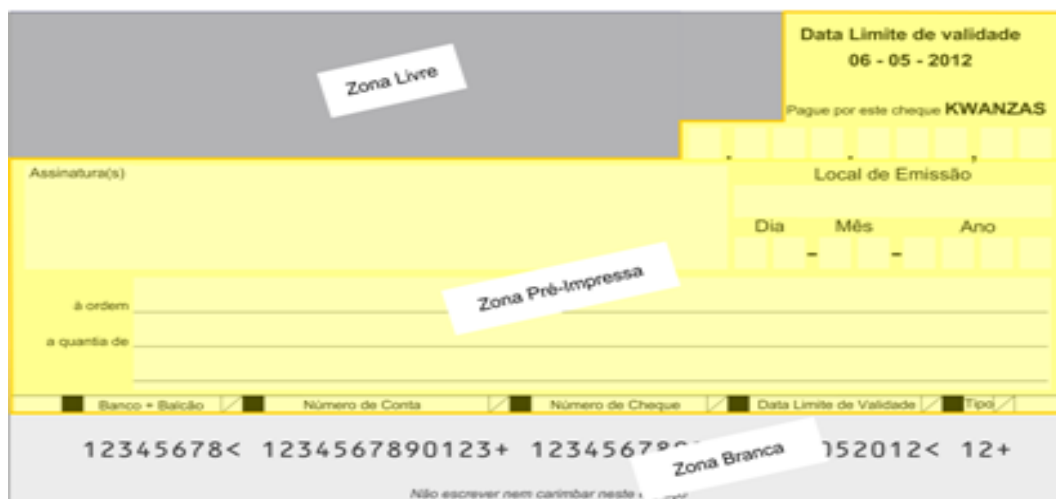 Zona Livre
Data Limite de validade
06 - 05 - 2012
Pague por este cheque KWANZAS
Assinatura(s)
Local de Emissão
Dia Mês Ano
Zona Pré-Impressa
à ordem
a quantia de
Banco + Balcão Número de Conta Número de Cheque Data Limite de Validade Tipo
12345678< 1234567890123+ 052012< 12+
Zona Branca
Não escrever nem carimbar neste